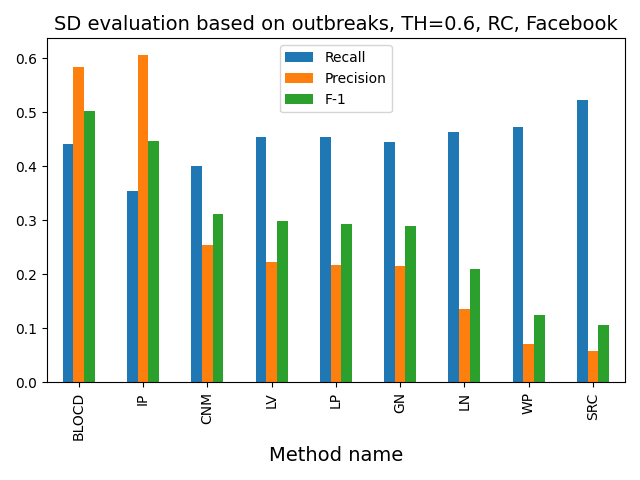 SD evaluation based on outbreaks, TH=0.6, RC, Facebook
Recall
Precision
F-1
0.6
0.5
0.4
0.3
0.2
0.1
0.0
BLOCD
IP
CNM
LV
LP
GN
LN
WP
SRC
Method name